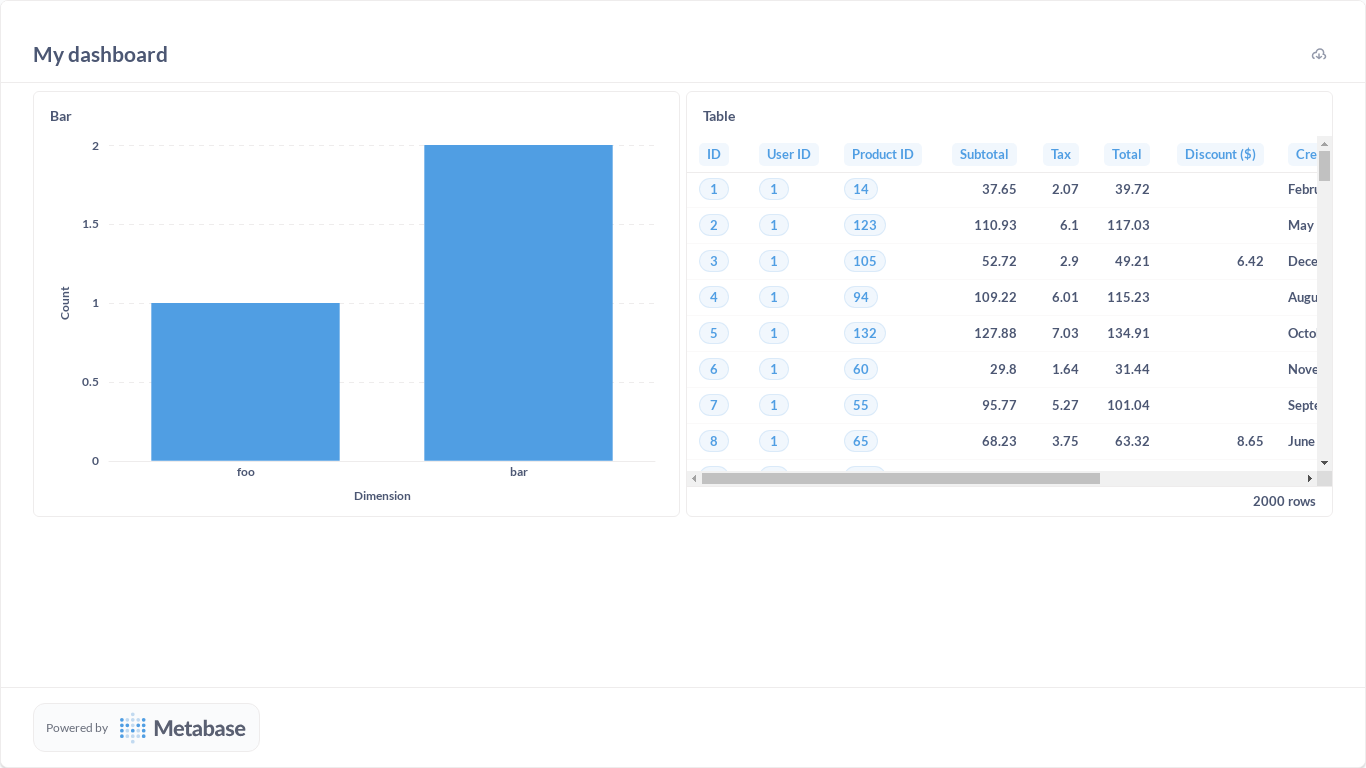 My dashboard
Bar
2
1.5
1
0.5
0
Count
foo bar
Dimension
Table
ID User ID Product ID Subtotal Tax Total Discount ($) Cre
1 1 14 37.65 2.07 39.72 Febru
2 1 123 110.93 6.1 117.03 May
3 1 105 52.72 2.9 49.21 6.42 Dece
4 1 94 109.22 6.01 115.23 Augu
5 1 132 127.88 7.03 134.91 Octo
6 1 60 29.8 1.64 31.44 Nove
7 1 55 95.77 5.27 101.04 Septe
8 1 65 68.23 3.75 63.32 8.65 June
2000 rows
Powered by Metabase